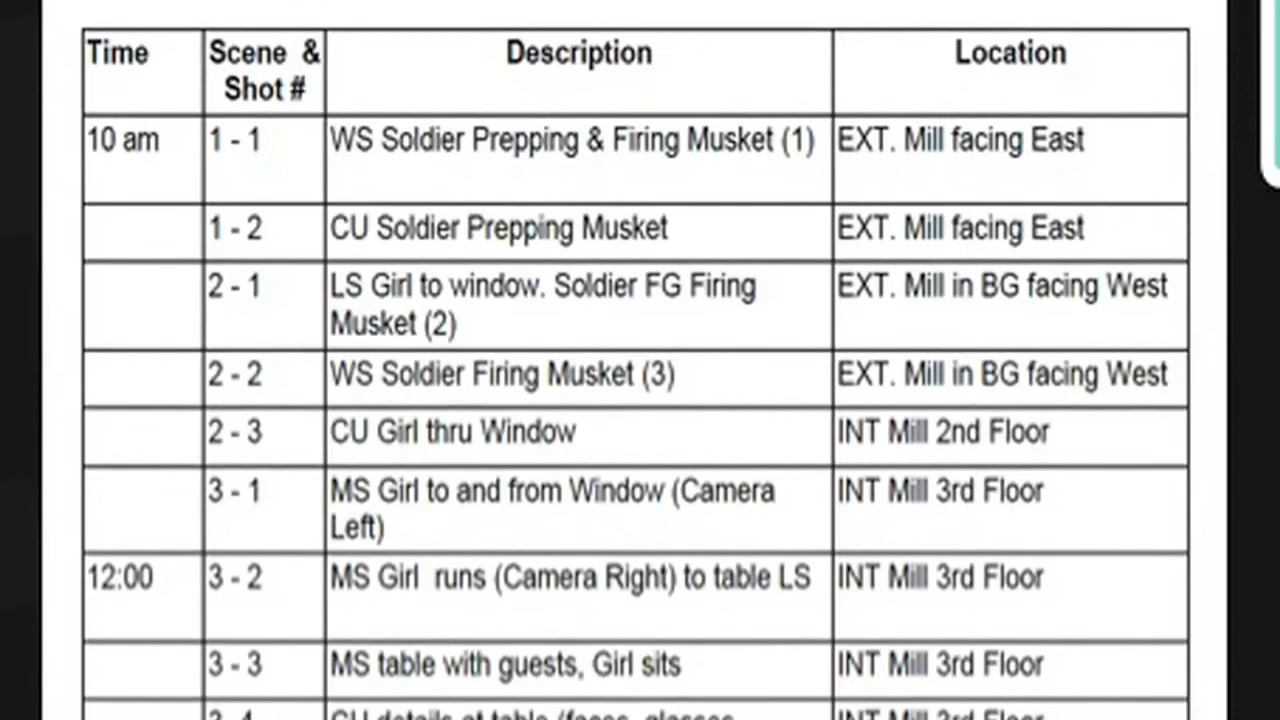 Time Scene & Shot # Description Location
10 am 1 - 1 WS Soldier Prepping & Firing Musket (1) EXT. Mill facing East
1 - 2 CU Soldier Prepping Musket EXT. Mill facing East
2 - 1 LS Girl to window. Soldier FG Firing Musket (2) EXT. Mill in BG facing West
2 - 2 WS Soldier Firing Musket (3) EXT. Mill in BG facing West
2 - 3 CU Girl thru Window INT Mill 2nd Floor
3 - 1 MS Girl to and from Window (Camera Left) INT Mill 3rd Floor
12:00 3 - 2 MS Girl runs (Camera Right) to table LS INT Mill 3rd Floor
3 - 3 MS table with guests, Girl sits INT Mill 3rd Floor
CU details at table (faces, glasses INT Mill 3rd Floor